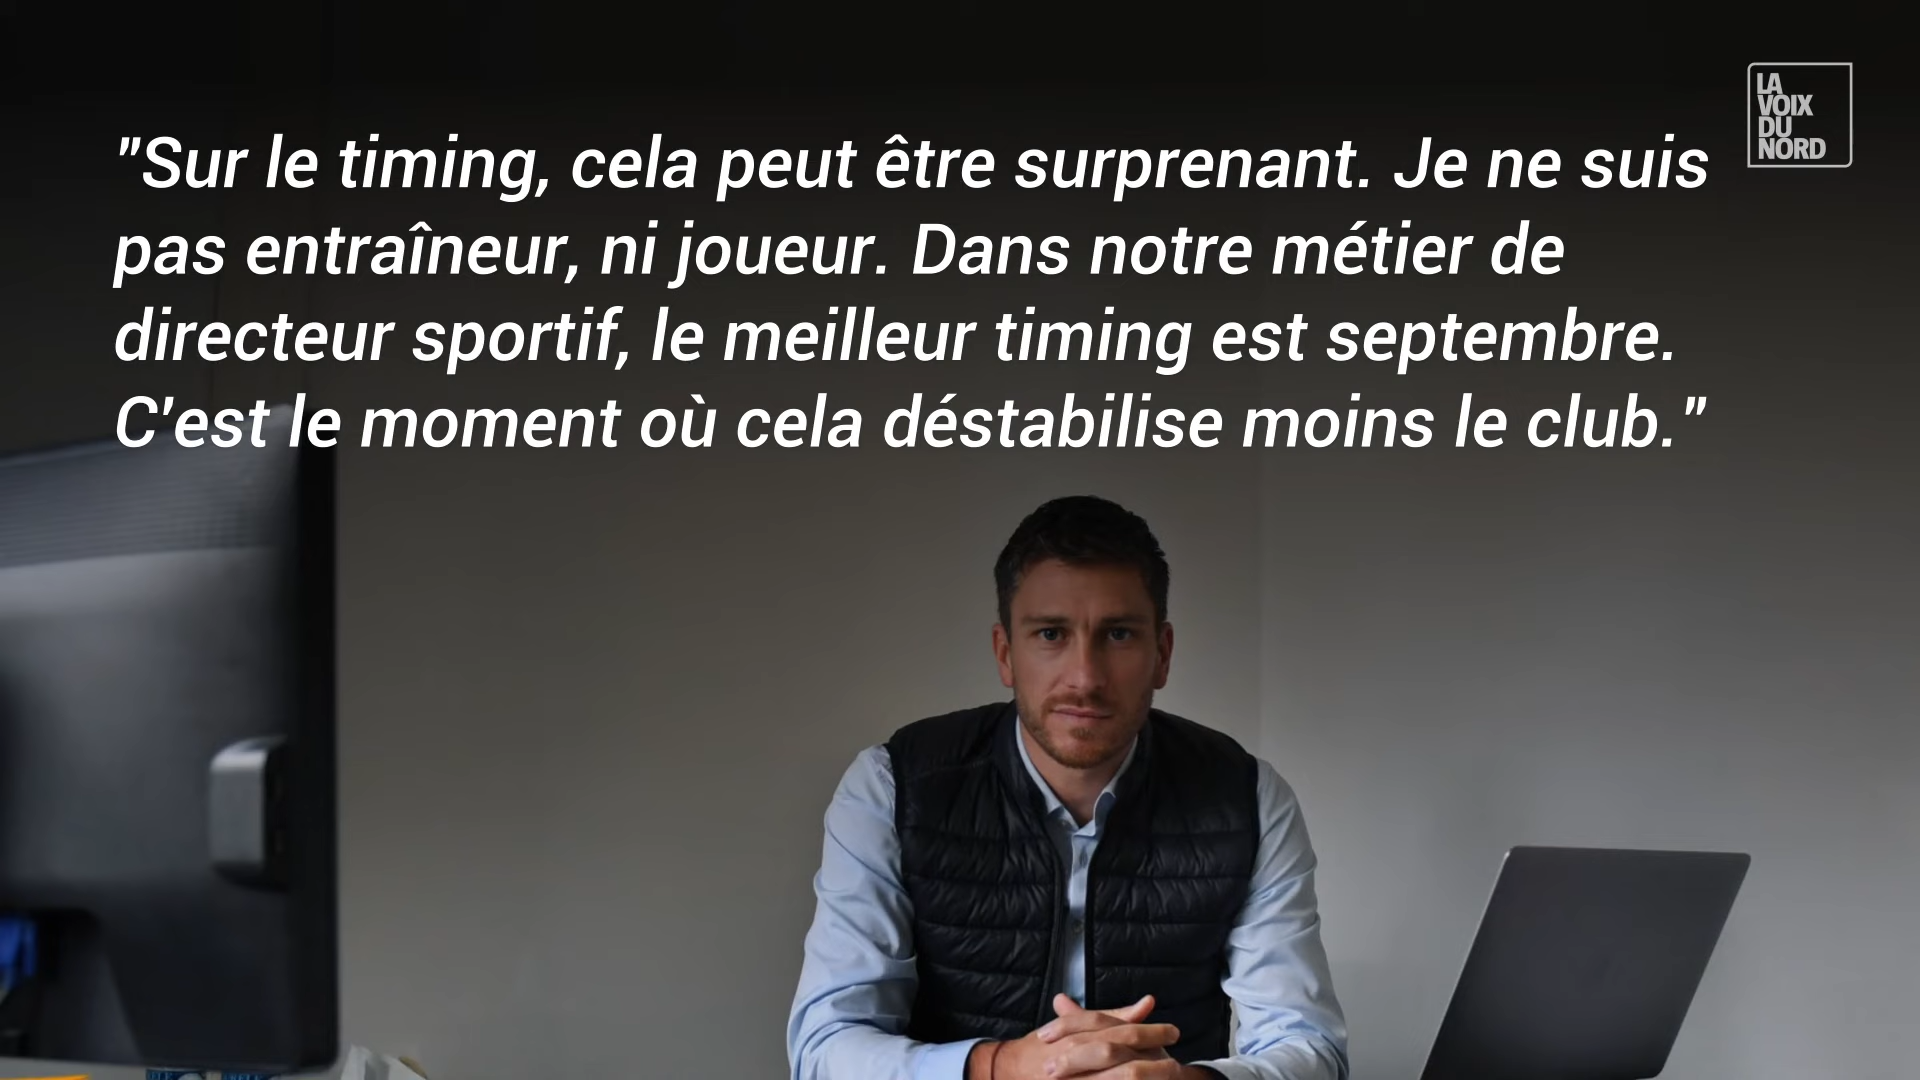 "Sur le timing, cela peut être surprenant. Je ne suis
pas entraîneur, ni joueur. Dans notre métier de
directeur sportif, le meilleur timing est septembre.
C'est le moment où cela déstabilise moins le club."
LA
VOIX
DU
NORD